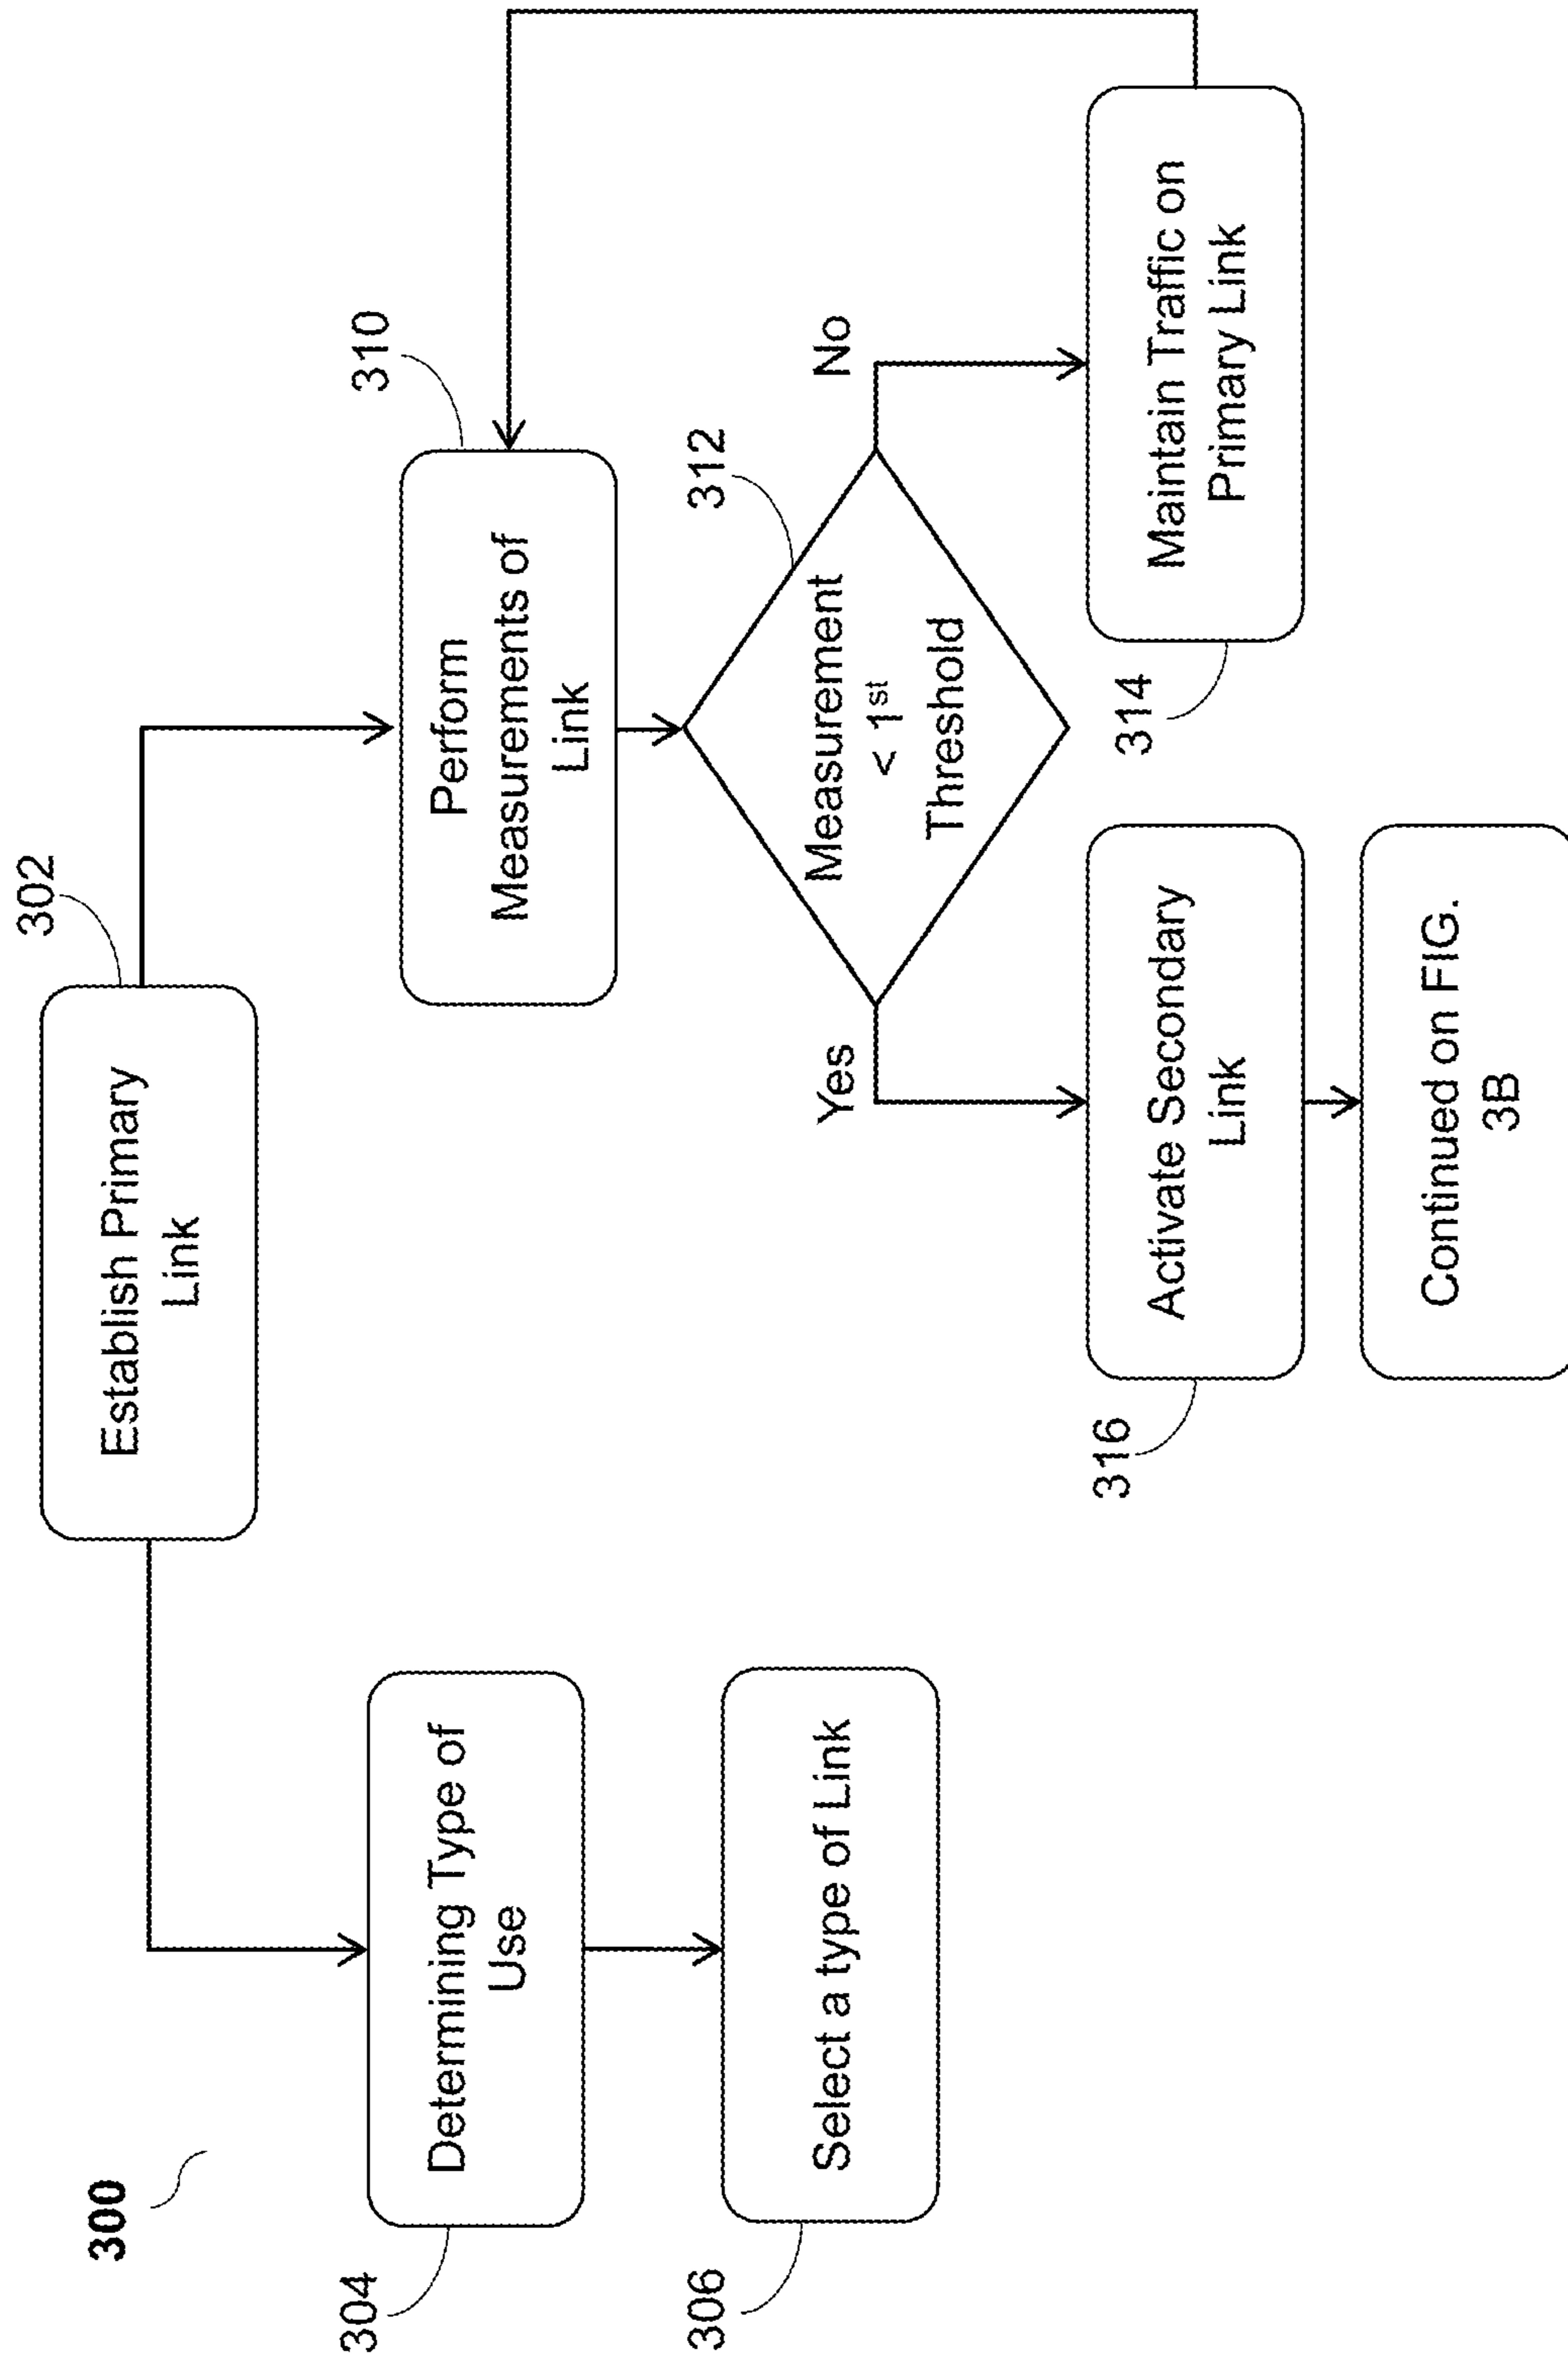 300
302
Establish Primary
Link
304
Determining Type of
Use
306
Select a type of Link
310
Perform
Measurements of
Link
312
Measurement
< 1st
Threshold
Yes
No
316
Activate Secondary
Link
314
Maintain Traffic on
Primary Link
Continued on FIG.
3B